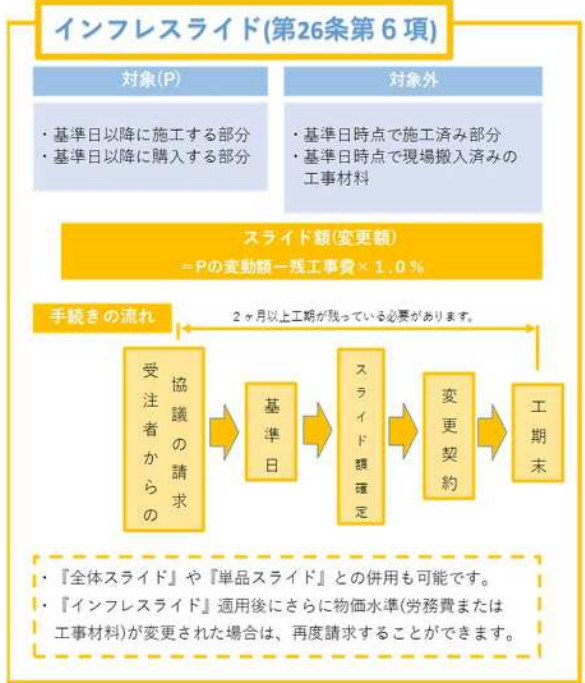 インフレスライド(第26条第６項)
対象(P)
・基準日以降に施工する部分
・基準日以降に購入する部分
対象外
・基準日時点で施工済み部分
・基準日時点で現場搬入済みの
工事材料
スライド額(変更額)
＝Pの変動額ー残工事費×１.０％
手続きの流れ
２ヶ月以上工期が残っている必要があります。
受注者からの
協議の請求
基準日
スライド額確定
変更契約
工期末
・『全体スライド』や『単品スライド』との併用も可能です。
・『インフレスライド』適用後にさらに物価水準(労務費または
工事材料)が変更された場合は、再度請求することができます。